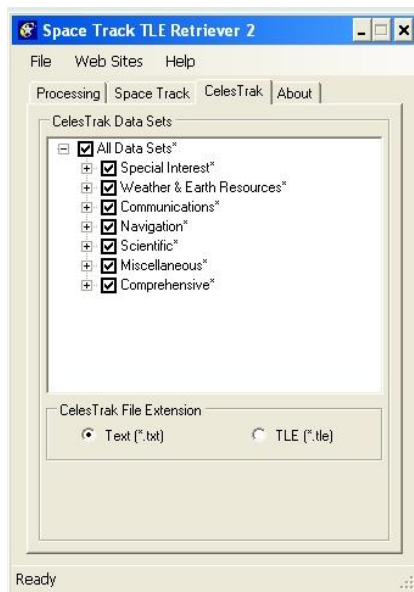 Space Track TLE Retriever 2
File Web Sites Help
Processing Space Track CelesTrak About
CelesTrak Data Sets
All Data Sets*
Special Interest*
Weather & Earth Resources*
Communications*
Navigation*
Scientific*
Miscellaneous*
Comprehensive*
CelesTrak File Extension
Text (*.txt) TLE (*.tle)
Ready